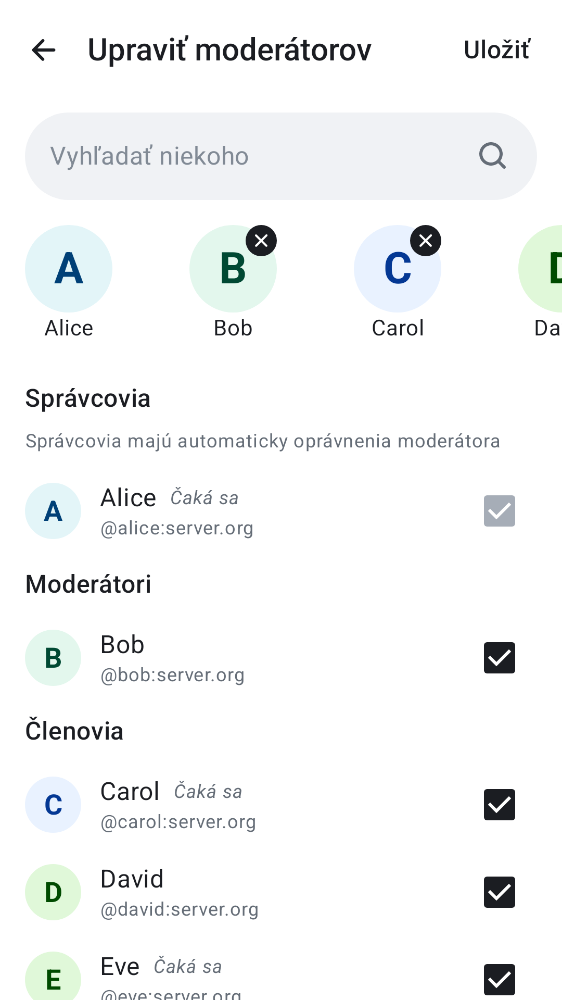 Upraviť moderátorov
Uložiť
Vyhľadať niekoho
A
B
C
D
Alice
Bob
Carol
Da
Správcovia
Správcovia majú automaticky oprávnenia moderátora
A
Alice Čaká sa
@alice:server.org
Moderátori
B
Bob
@bob:server.org
Členovia
C
Carol Čaká sa
@carol:server.org
D
David
@david:server.org
E
Eve Čaká sa
@eve:server.org